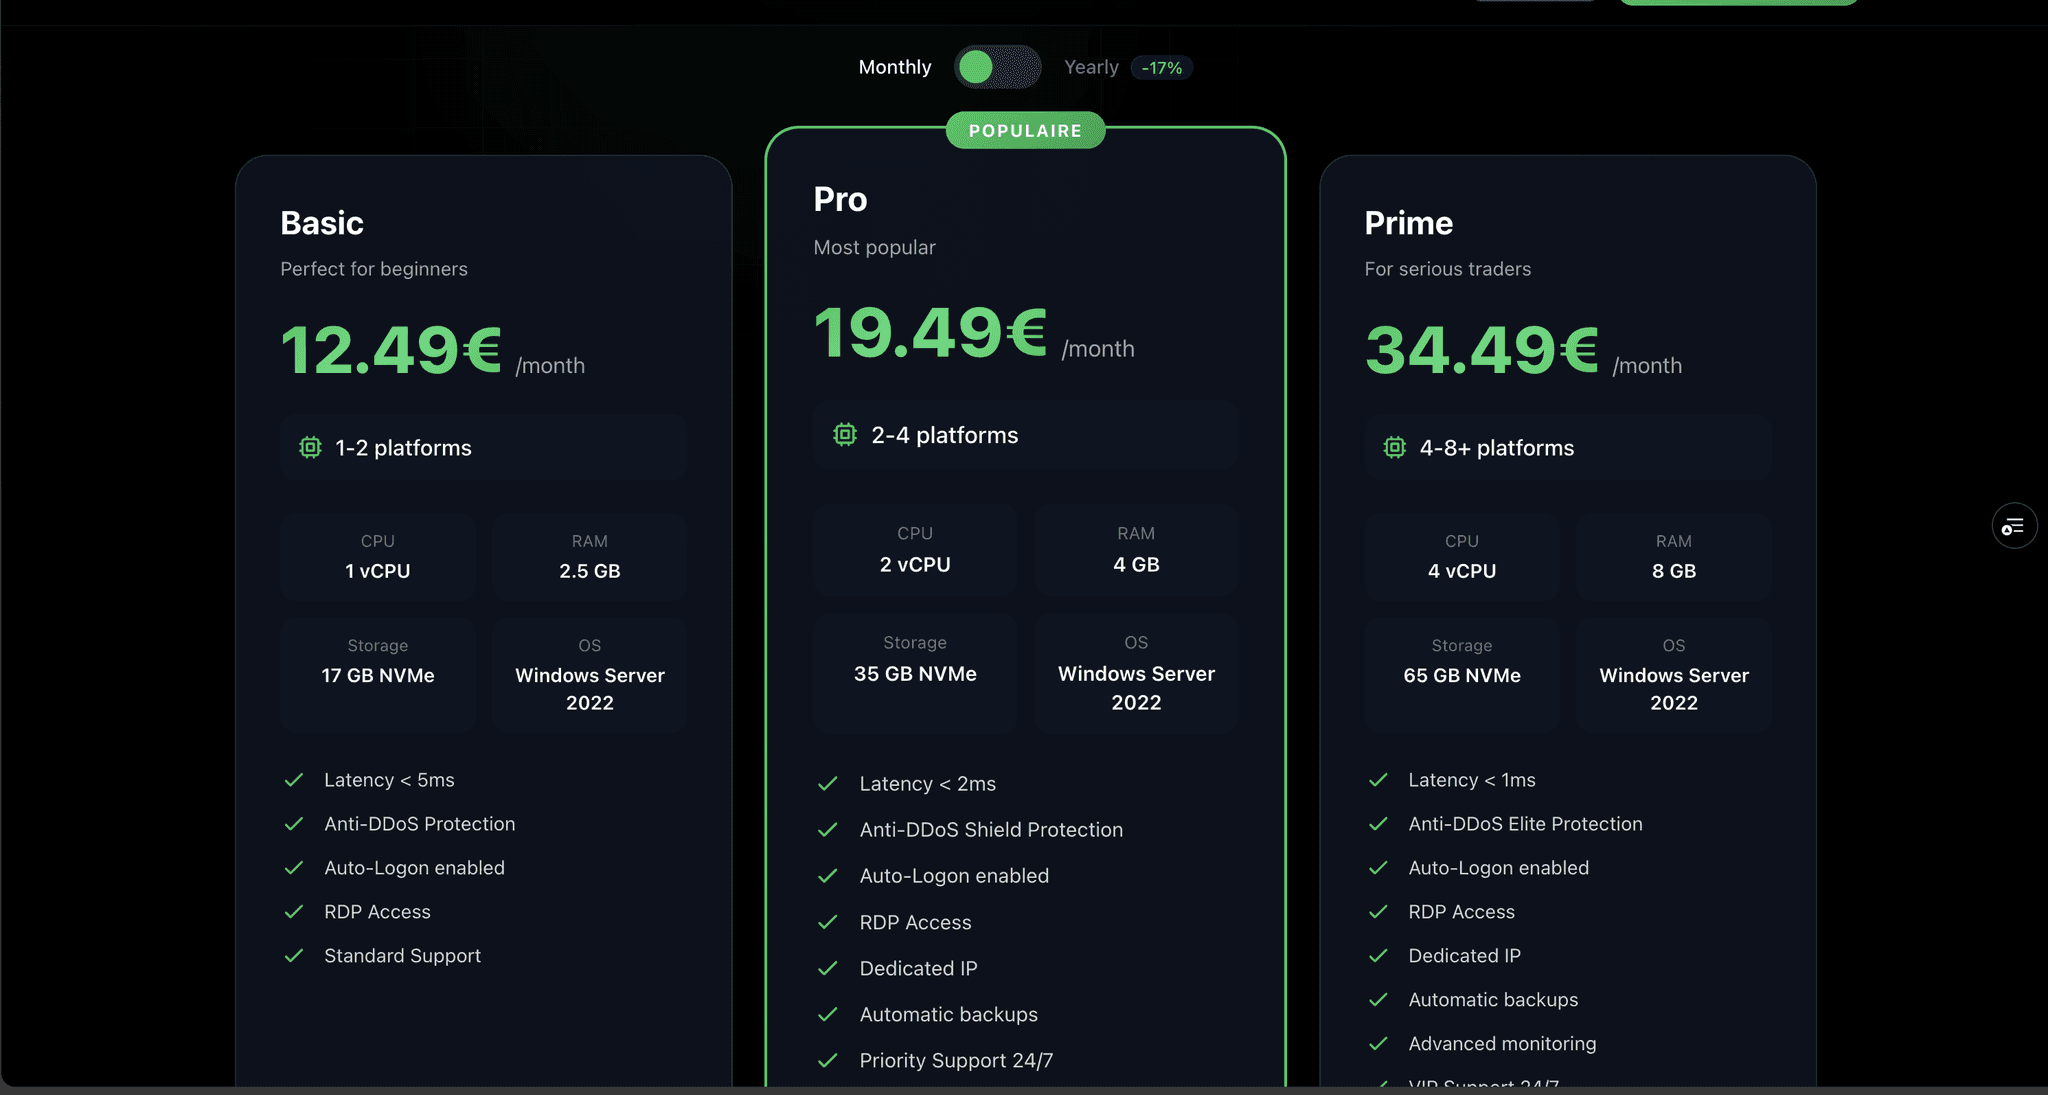 Monthly
Yearly
-17%
Basic
Perfect for beginners
12.49€ /month
1-2 platforms
CPU
1 vCPU
RAM
2.5 GB
Storage
17 GB NVMe
OS
Windows Server
2022
Latency < 5ms
Anti-DDoS Protection
Auto-Logon enabled
RDP Access
Standard Support
POPULAIRE
Pro
Most popular
19.49€ /month
2-4 platforms
CPU
2 vCPU
RAM
4 GB
Storage
35 GB NVMe
OS
Windows Server
2022
Latency < 2ms
Anti-DDoS Shield Protection
Auto-Logon enabled
RDP Access
Dedicated IP
Automatic backups
Priority Support 24/7
Prime
For serious traders
34.49€ /month
4-8+ platforms
CPU
4 vCPU
RAM
8 GB
Storage
65 GB NVMe
OS
Windows Server
2022
Latency < 1ms
Anti-DDoS Elite Protection
Auto-Logon enabled
RDP Access
Dedicated IP
Automatic backups
Advanced monitoring
VIP Support 24/7